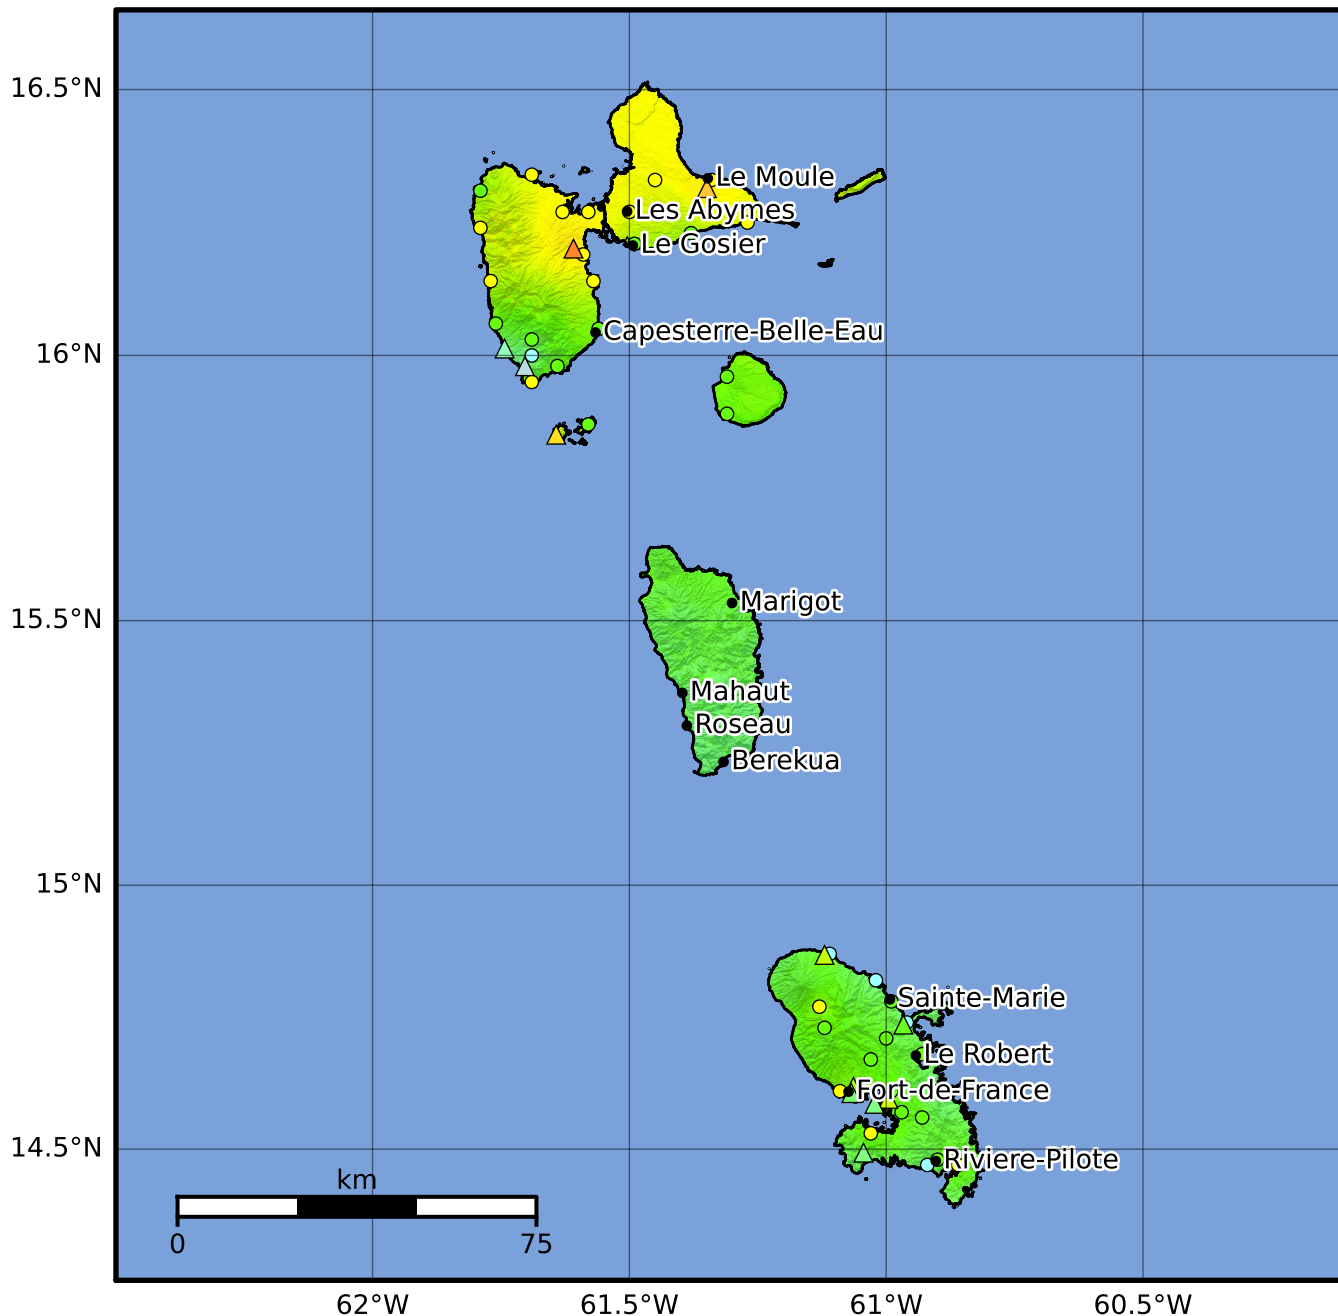 16.5°N
Le Moule
Les Abymes
Le Gosier
Capesterre-Belle-Eau
16°N
Marigot
15.5°N
Mahaut
Roseau
Berekua
15°N
Sainte-Marie
Le Robert
Fort-de-France
14.5°N
Riviere-Pilote
km
0 75
62°W 61.5°W 61°W 60.5°W